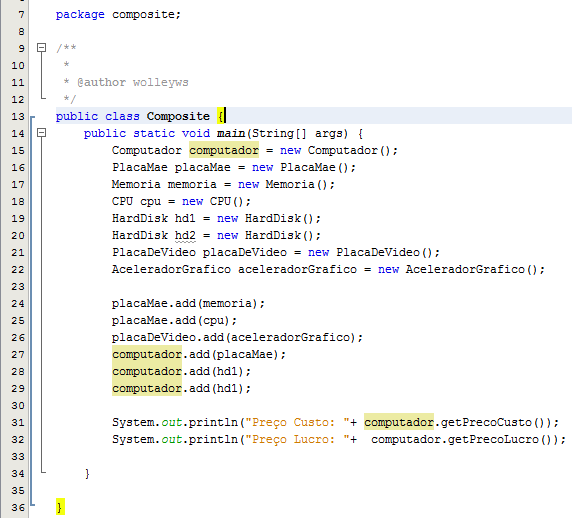 7 package composite;
8
9 /**
10 *
11 * @author wolleyws
12 */
13 public class Composite {
14 public static void main(String[] args) {
15 Computador computador = new Computador();
16 PlacaMae placaMae = new PlacaMae();
17 Memoria memoria = new Memoria();
18 CPU cpu = new CPU();
19 HardDisk hd1 = new HardDisk();
20 HardDisk hd2 = new HardDisk();
21 PlacaDeVideo placaDeVideo = new PlacaDeVideo();
22 AceleradorGrafico aceleradorGrafico = new AceleradorGrafico();
23
24 placaMae.add(memoria);
25 placaMae.add(cpu);
26 placaDeVideo.add(aceleradorGrafico);
27 computador.add(placaMae);
28 computador.add(hd1);
29 computador.add(hd1);
30
31 System.out.println("Preço Custo: "+ computador.getPrecoCusto());
32 System.out.println("Preço Lucro: "+  computador.getPrecoLucro());
33
34 }
35
36 }